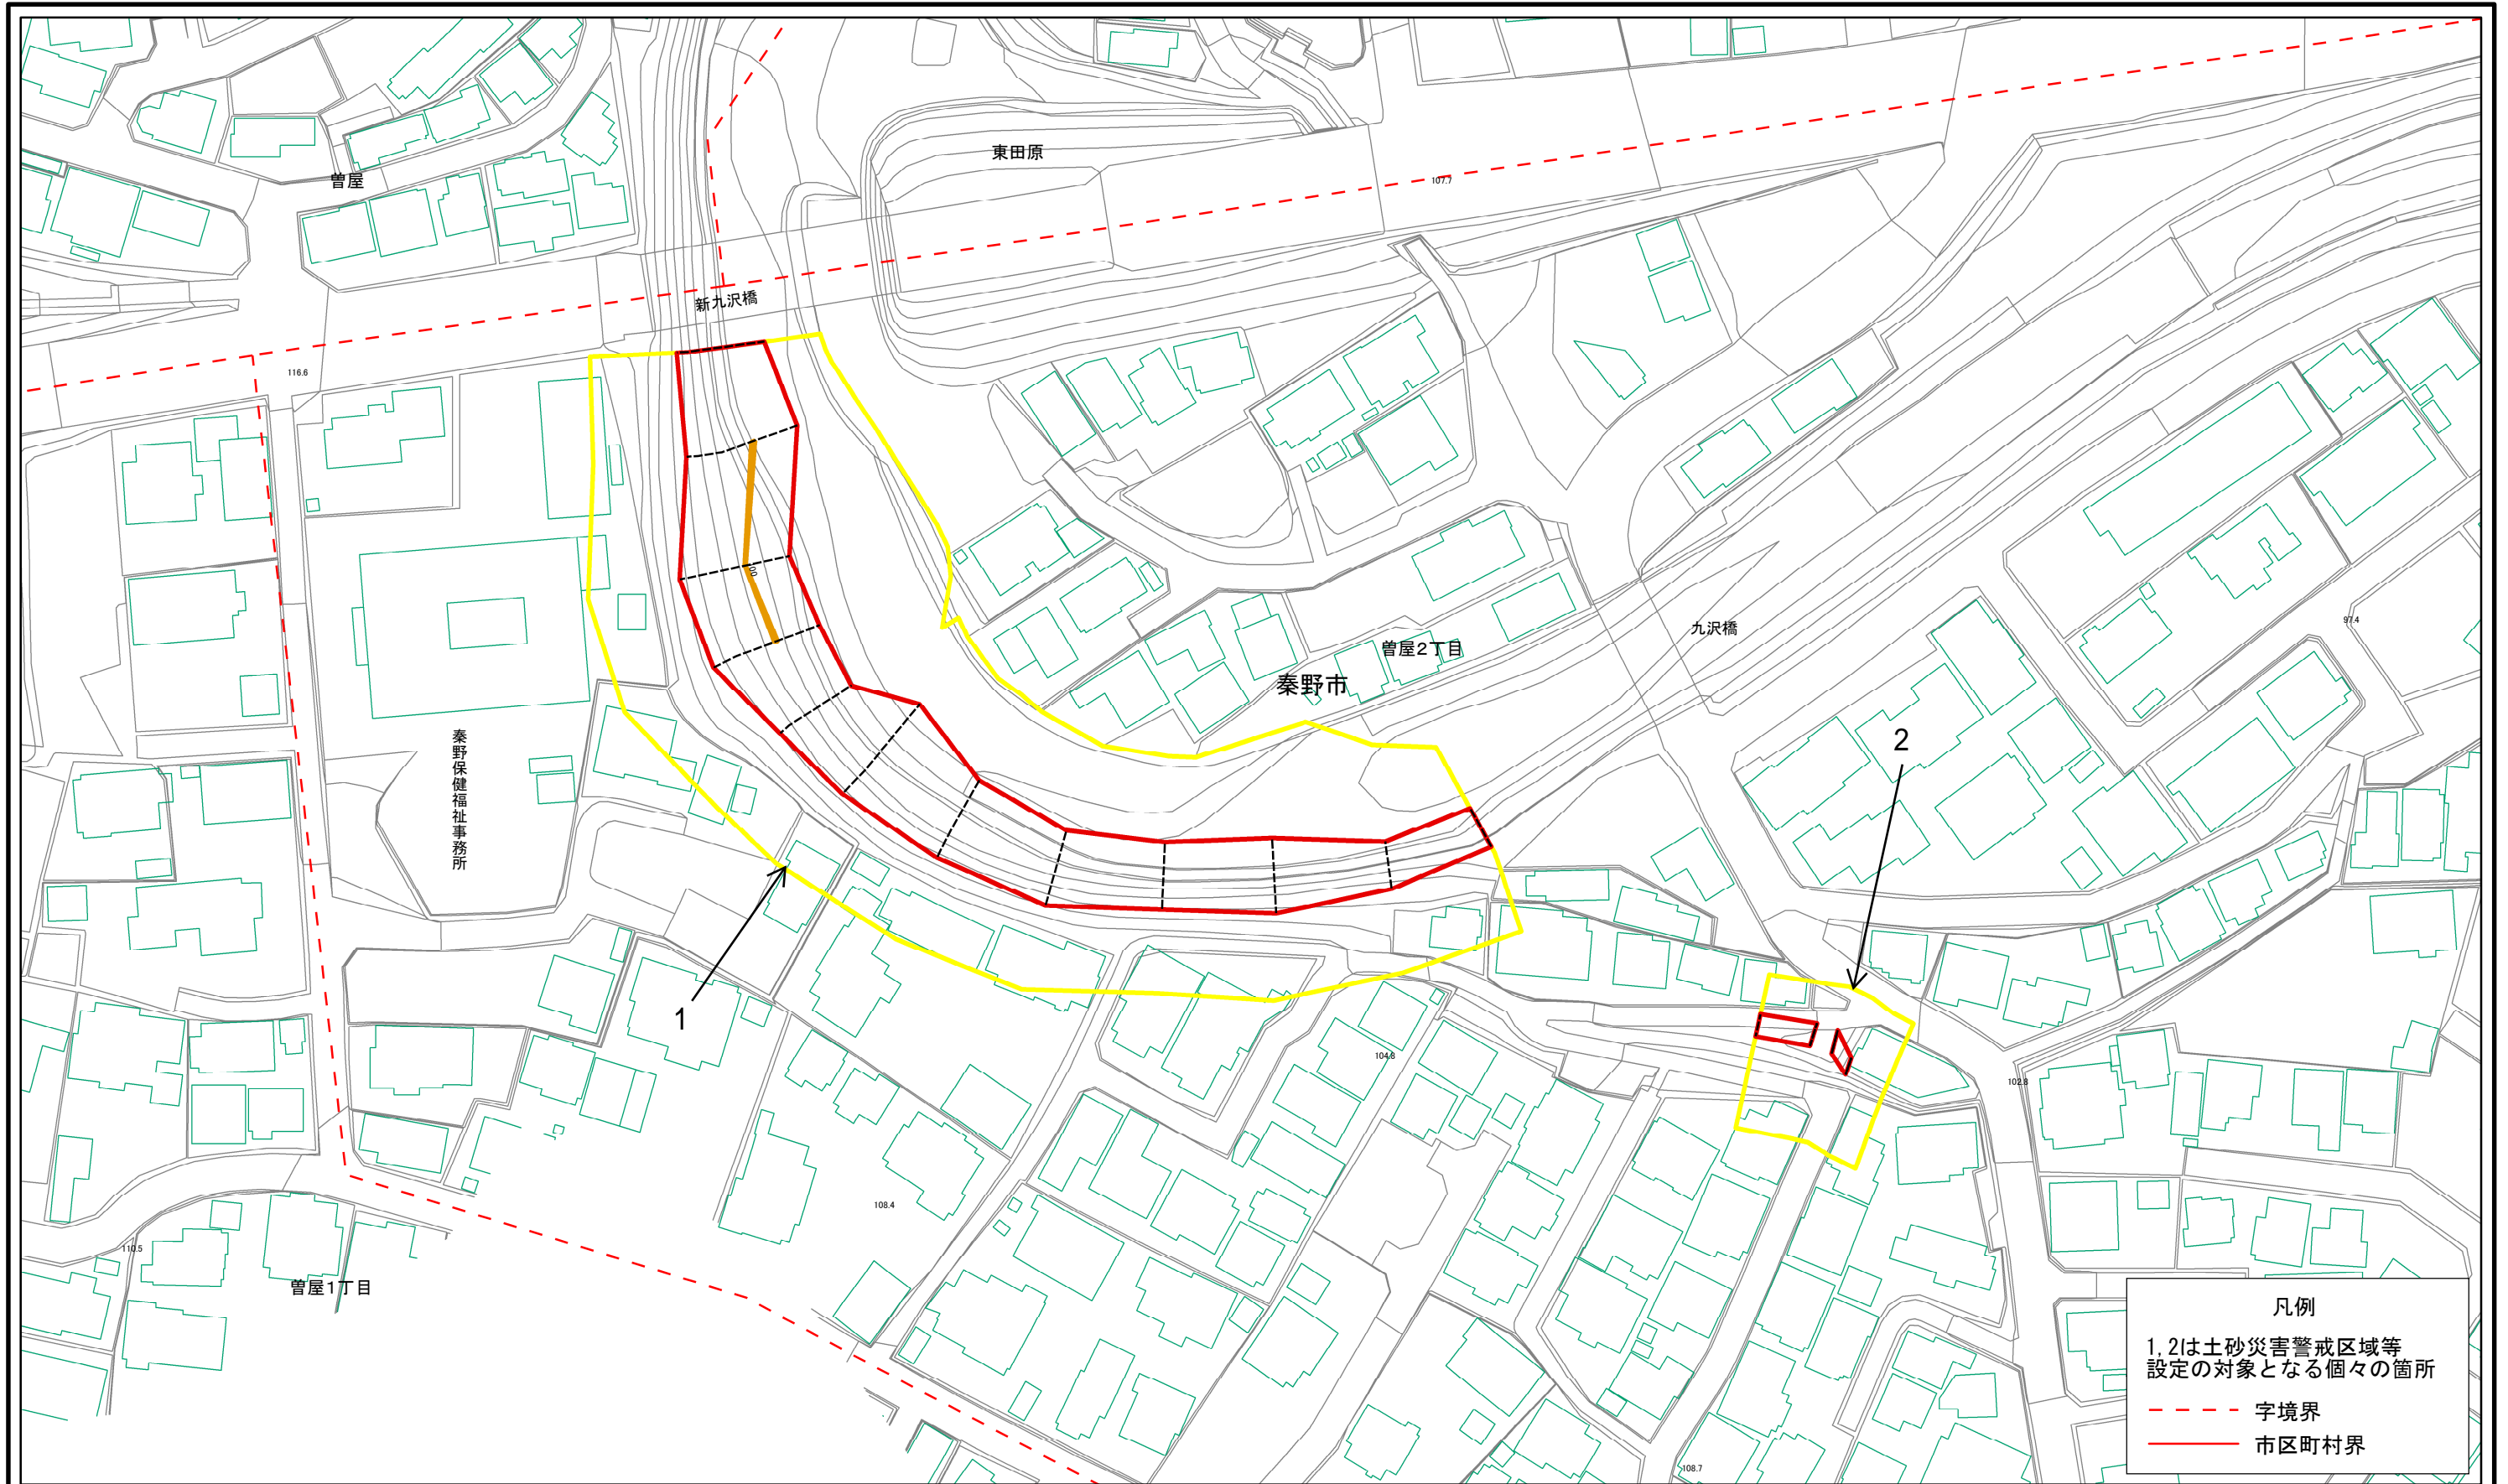 東田原
曽屋
107.7
新九沢橋
116.6
00
九沢橋
97.4
曽屋2丁目
秦野市
秦野保健福祉事務所
2
1
104.8
102.8
108.4
110.5
曽屋1丁目
108.7
凡例
1,2は土砂災害警戒区域等
設定の対象となる個々の箇所
字境界
市区町村界